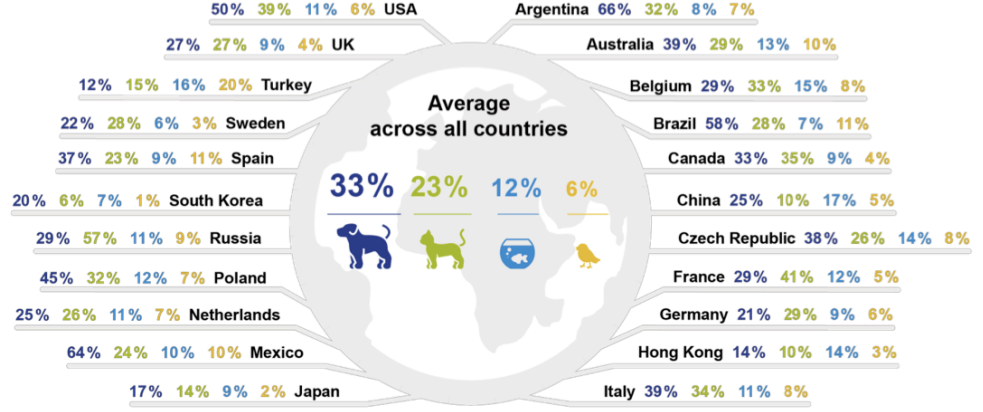 50% 39% 11% 6% USA
Argentina 66% 32% 8% 7%
27% 27% 9% 4% UK
Australia 39% 29% 13% 10%
12% 15% 16% 20% Turkey
Belgium 29% 33% 15% 8%
22% 28% 6% 3% Sweden
Brazil 58% 28% 7% 11%
37% 23% 9% 11% Spain
Canada 33% 35% 9% 4%
20% 6% 7% 1% South Korea
China 25% 10% 17% 5%
29% 57% 11% 9% Russia
Czech Republic 38% 26% 14% 8%
45% 32% 12% 7% Poland
France 29% 41% 12% 5%
25% 26% 11% 7% Netherlands
Germany 21% 29% 9% 6%
64% 24% 10% 10% Mexico
Hong Kong 14% 10% 14% 3%
17% 14% 9% 2% Japan
Italy 39% 34% 11% 8%
Average
across all countries
33% 23% 12% 6%